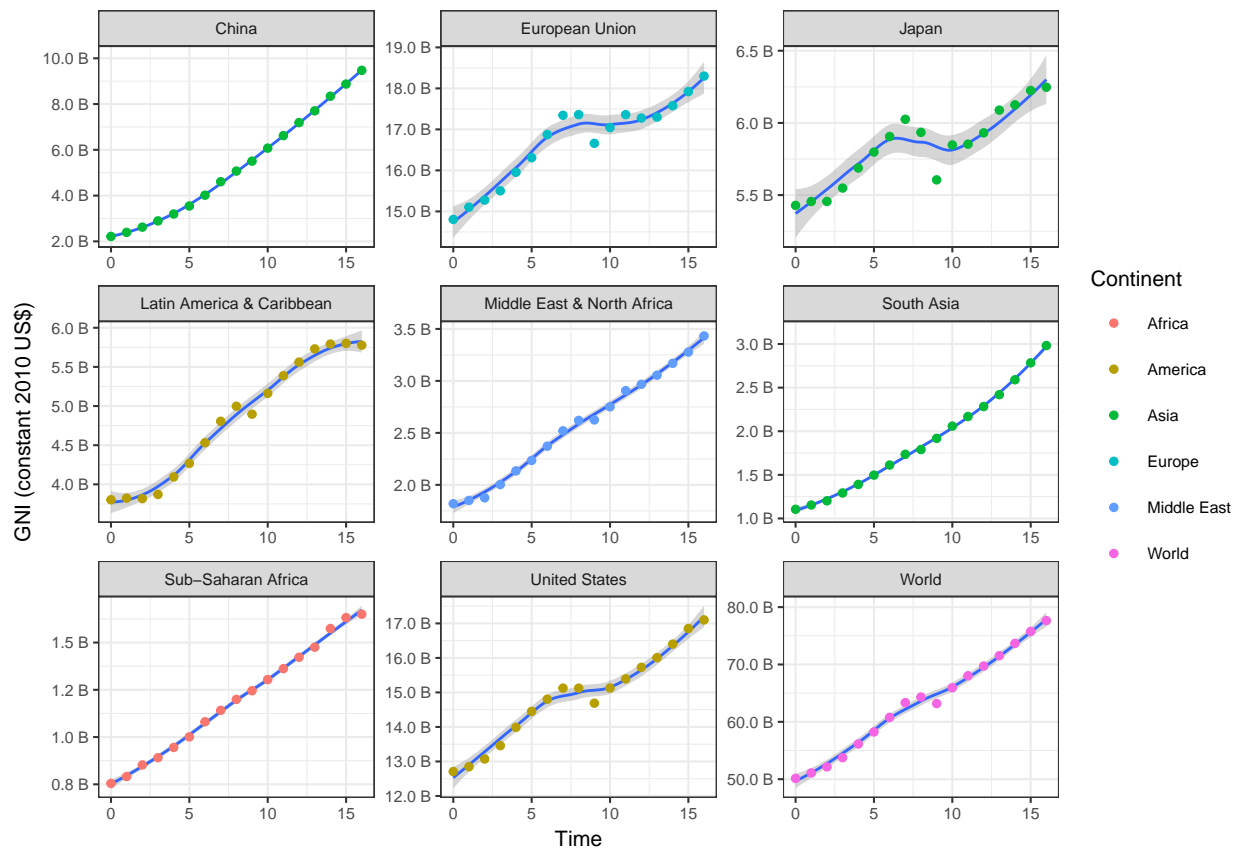 China
European Union
Japan
10.0 B
8.0 B
6.0 B
4.0 B
2.0 B
0 5 10 15
19.0 B
18.0 B
17.0 B
16.0 B
15.0 B
0 5 10 15
6.5 B
6.0 B
5.5 B
0 5 10 15
Latin America & Caribbean
Middle East & North Africa
South Asia
6.0 B
5.5 B
5.0 B
4.5 B
4.0 B
0 5 10 15
3.5 B
3.0 B
2.5 B
2.0 B
0 5 10 15
3.0 B
2.5 B
2.0 B
1.5 B
1.0 B
0 5 10 15
Sub−Saharan Africa
United States
World
1.5 B
1.2 B
1.0 B
0.8 B
0 5 10 15
17.0 B
16.0 B
15.0 B
14.0 B
13.0 B
12.0 B
0 5 10 15
80.0 B
70.0 B
60.0 B
50.0 B
0 5 10 15
GNI (constant 2010 US$)
Time
Continent
Africa
America
Asia
Europe
Middle East
World